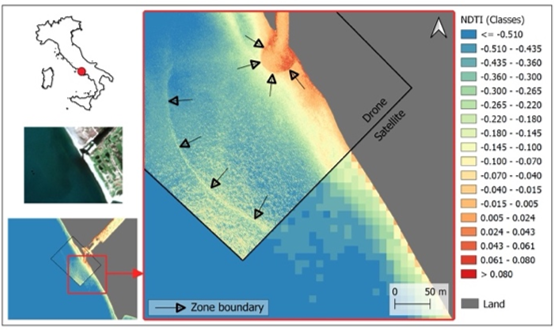 NDTI (Classes)
<= -0.510
-0.510 - -0.435
-0.435 - -0.360
-0.360 - -0.300
-0.300 - -0.265
-0.265 - -0.220
-0.220 - -0.180
-0.180 - -0.145
-0.145 - -0.100
-0.100 - -0.070
-0.070 - -0.040
-0.040 - -0.015
-0.015 - 0.005
0.005 - 0.024
0.024 - 0.043
0.043 - 0.061
0.061 - 0.080
> 0.080
Land
Drone
Satellite
Zone boundary
0 50 m